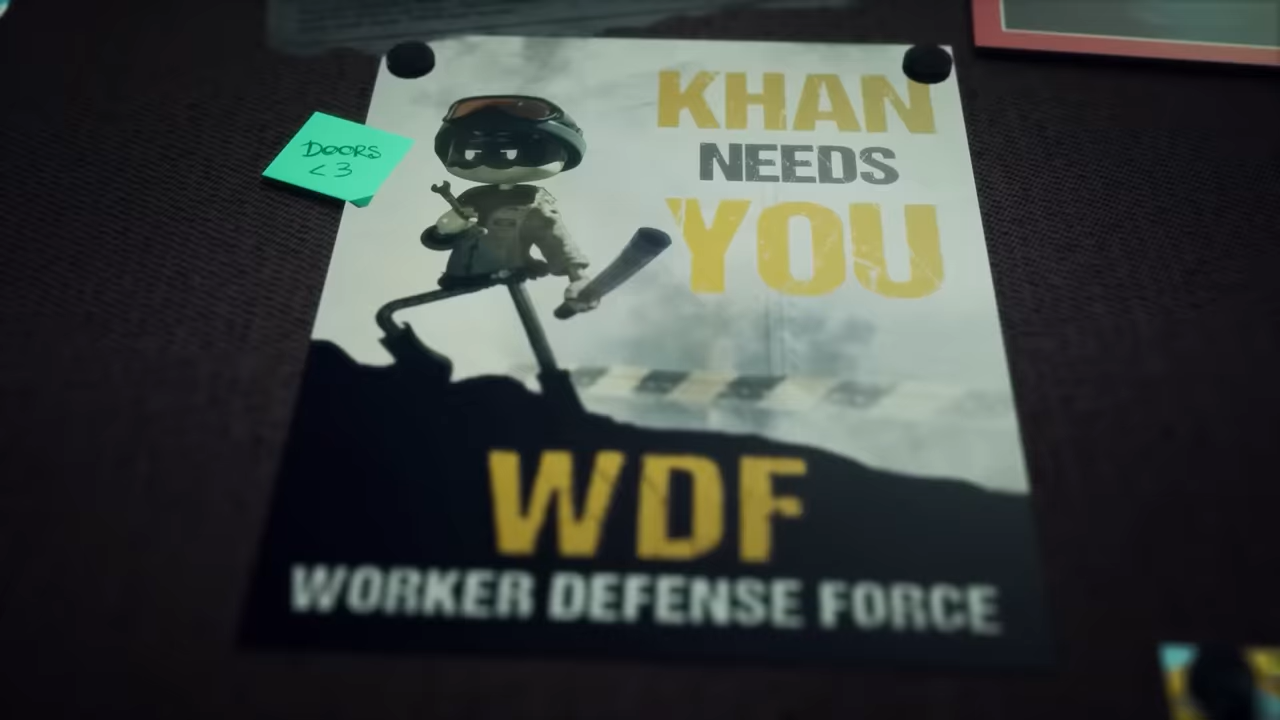 KHAN
NEEDS
YOU
DOORS
<3
WDF
WORKER DEFENSE FORCE